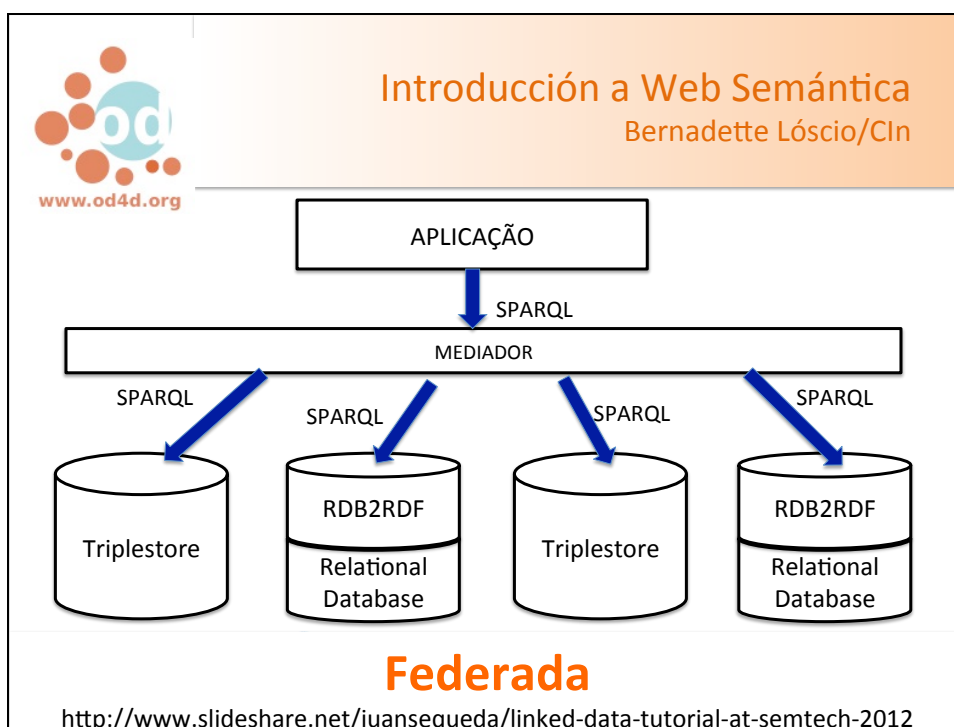 od
www.od4d.org
Introducción a Web Semántica
Bernadette Lóscio/CIn
APLICAÇÃO
SPARQL
MEDIADOR
SPARQL
SPARQL
SPARQL
SPARQL
Triplestore
RDB2RDF
Relational
Database
Triplestore
RDB2RDF
Relational
Database
Federada
http://www.slideshare.net/juansequeda/linked-data-tutorial-at-semtech-2012